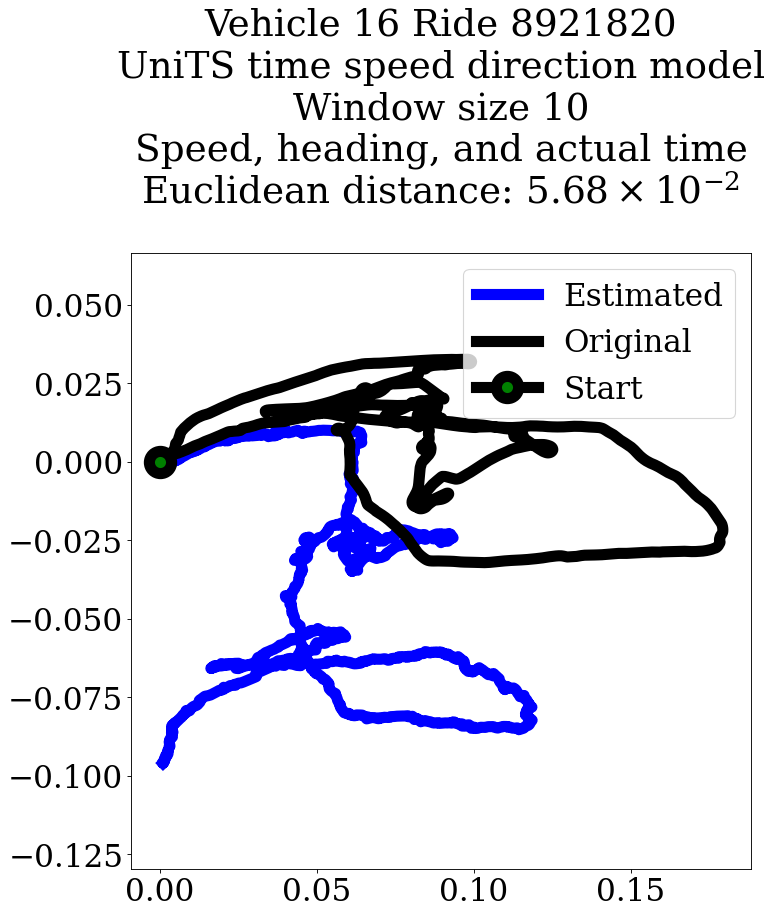 Vehicle 16 Ride 8921820
UniTS time speed direction model
Window size 10
Speed, heading, and actual time
Euclidean distance: 5.68 × 10⁻²
Estimated
Original
Start
0.050
0.025
0.000
−0.025
−0.050
−0.075
−0.100
−0.125
0.00 0.05 0.10 0.15